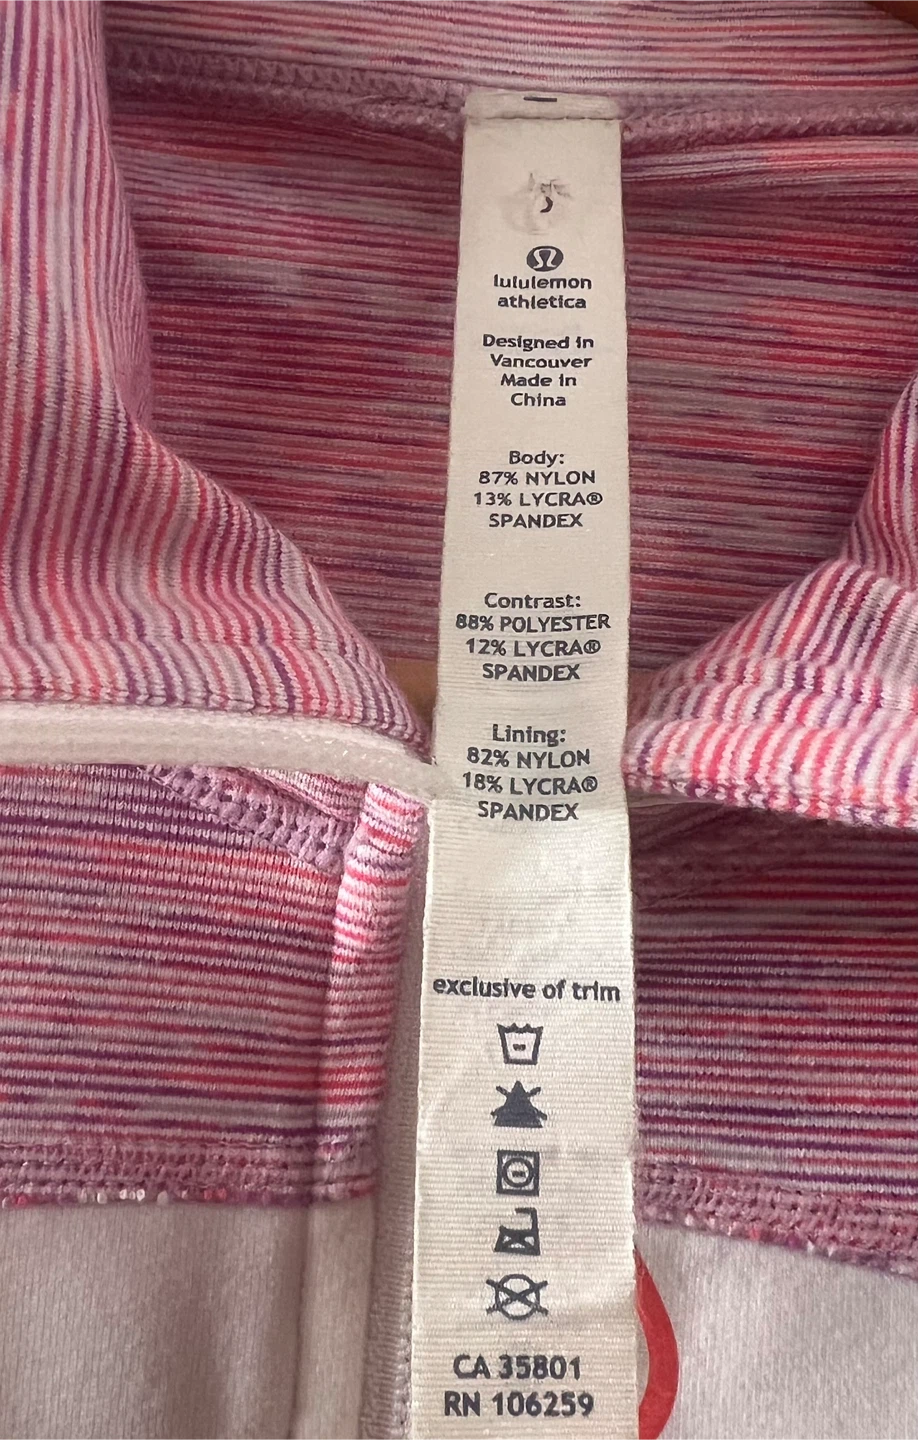 lululemon
athletica
Designed in
Vancouver
Made in
China
Body:
87% NYLON
13% LYCRA®
SPANDEX
Contrast:
88% POLYESTER
12% LYCRA®
SPANDEX
Lining:
82% NYLON
18% LYCRA®
SPANDEX
exclusive of trim
CA 35801
RN 106259